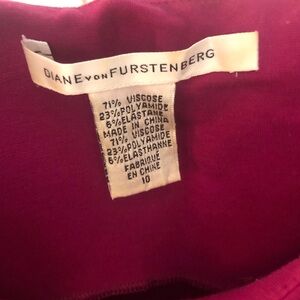 DIANE VON FURSTENBERG
71% VISCOSE
23%POLYAMIDE
6%ELASTANE
MADE IN CHINA
71% VISCOSE
23%POLYAMIDE
6%ELASTHANNE
FABRIQUÉ
EN CHINE
10